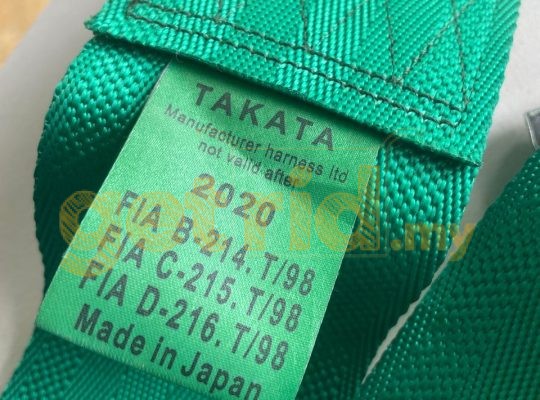 TAKATA
Manufacturer harness ltd
not valid after
2020
FIA B-214.T/98
FIA C-215.T/98
FIA D-216.T/98
Made in Japan
.my